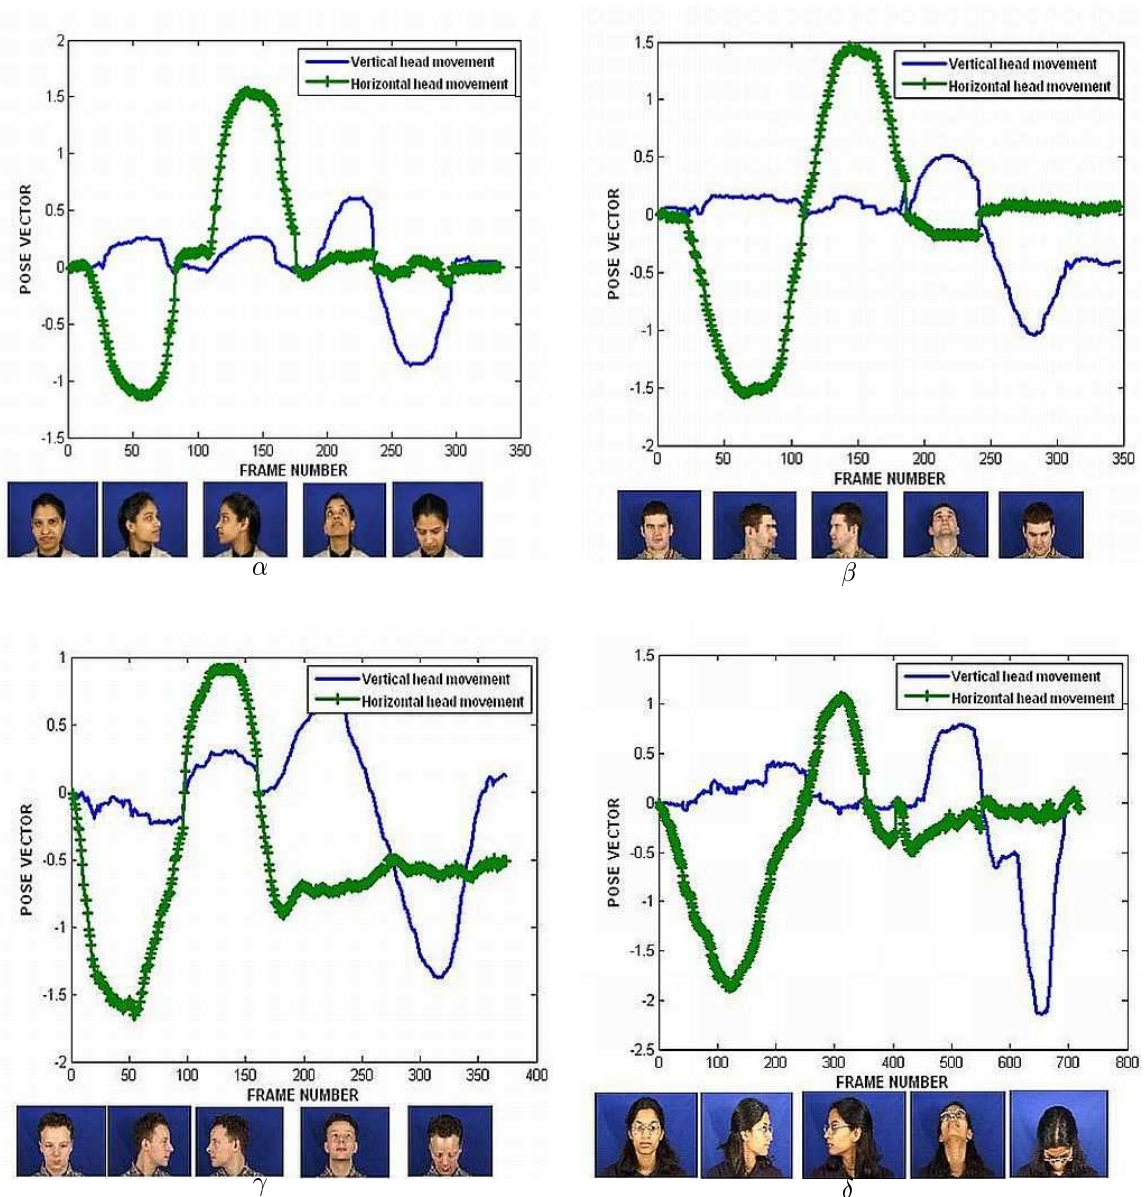 2
1.5
1
0.5
0
-0.5
-1
-1.5
POSE VECTOR
Vertical head movement
Horizontal head movement
0 50 100 150 200 250 300 350
FRAME NUMBER
α
1.5
1
0.5
0
-0.5
-1
-1.5
-2
POSE VECTOR
Vertical head movement
Horizontal head movement
0 50 100 150 200 250 300 350
FRAME NUMBER
β
1
0.5
0
-0.5
-1
-1.5
-2
POSE VECTOR
Vertical head movement
Horizontal head movement
0 50 100 150 200 250 300 350 400
FRAME NUMBER
γ
1.5
1
0.5
0
-0.5
-1
-1.5
-2
-2.5
POSE VECTOR
Vertical head movement
Horizontal head movement
0 100 200 300 400 500 600 700 800
FRAME NUMBER
δ